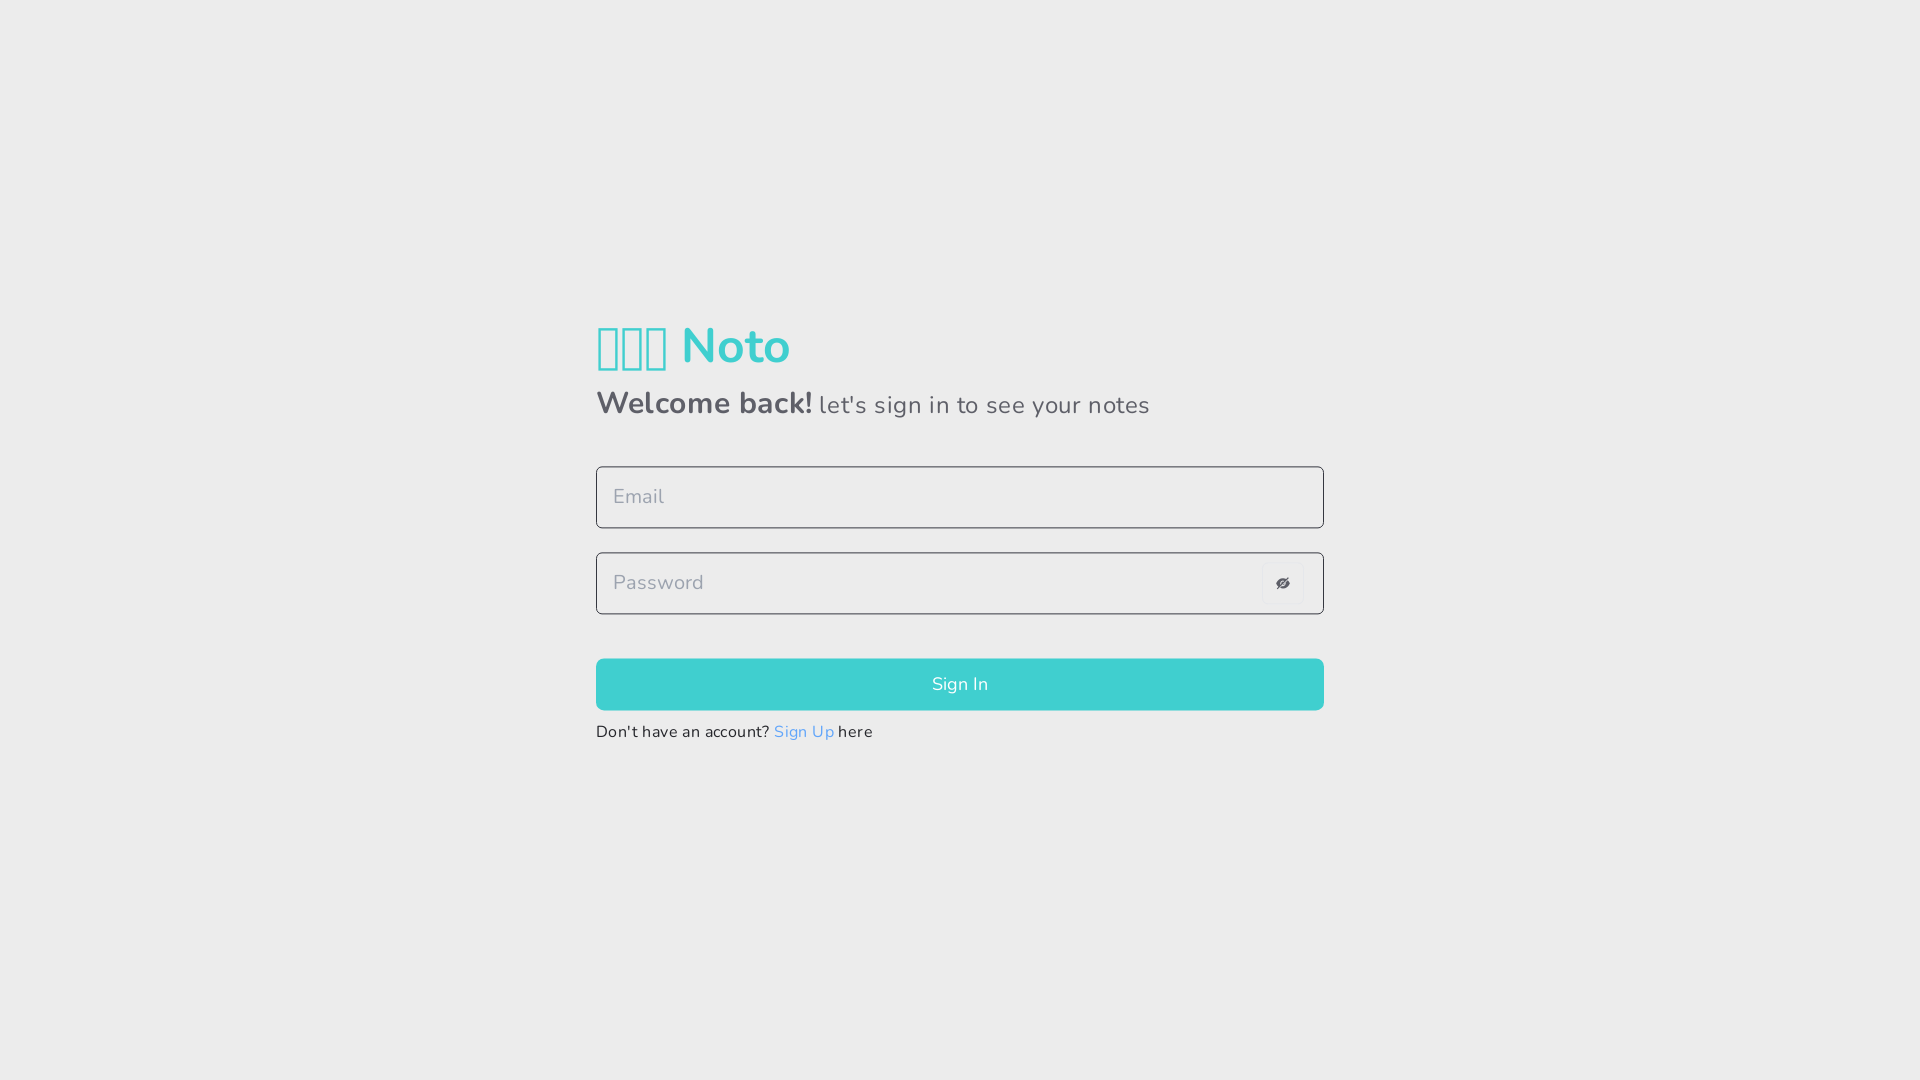 Noto
Welcome back! let's sign in to see your notes
Email
Password
Sign In
Don't have an account? Sign Up here